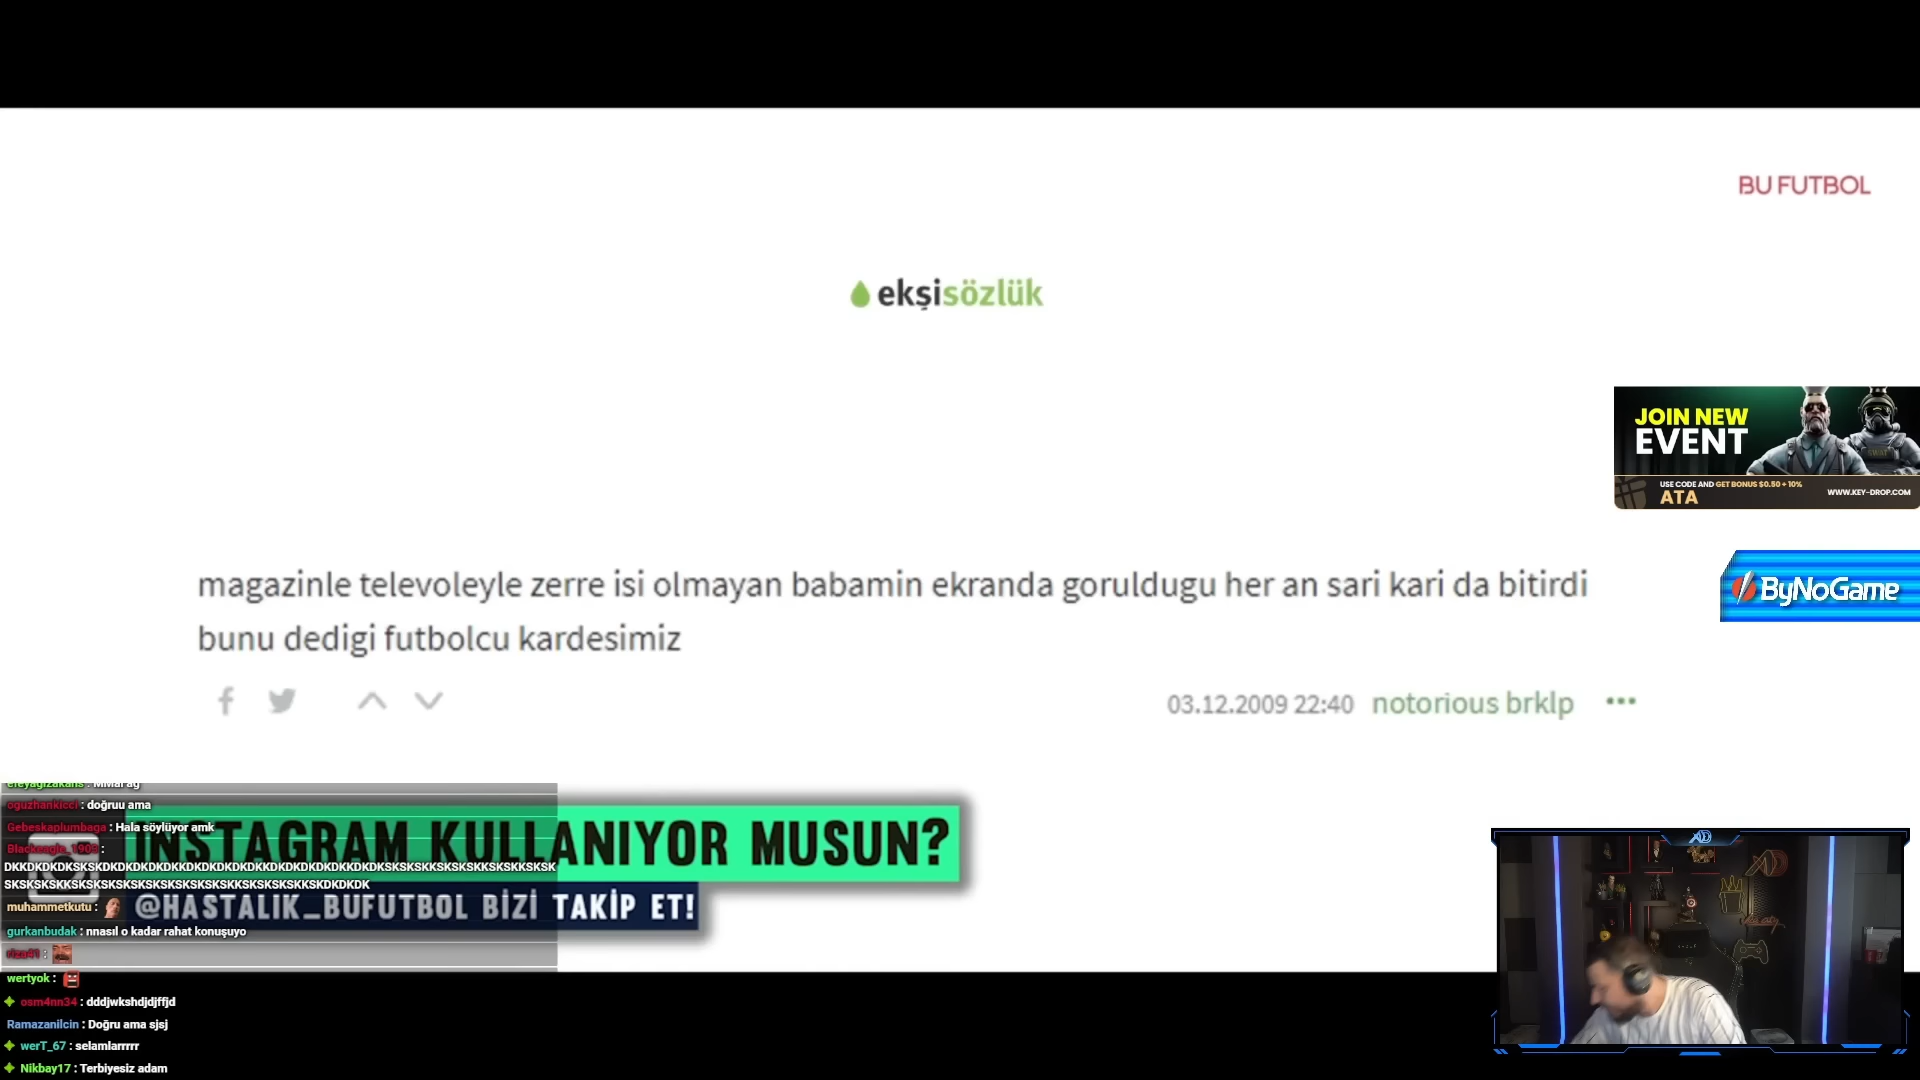 BU FUTBOL
ekşisözlük
JOIN NEW
EVENT
USE CODE AND GET BONUS $0.50 + 10%
ATA
WWW.KEY-DROP.COM
magazinle televoleyle zerre isi olmayan babamin ekranda goruldugu her an sari kari da bitirdi
bunu dedigi futbolcu kardesimiz
ByNoGame
03.12.2009 22:40 notorious brklp
INSTAGRAM KULLANIYOR MUSUN?
@HASTALIK_BUFUTBOL BİZİ TAKİP ET!
oguzhankicci : doğruu ama
Gebeskaplumbaga : Hala söylüyor amk
muhammetkutu :
gurkanbudak : nnasıl o kadar rahat konuşuyo
riza41 :
wertyok :
osm4nn34 : dddjwkshdjdjffjd
Ramazanilcin : Doğru ama sjsj
werT_67 : selamlarrrrr
Nikbay17 : Terbiyesiz adam